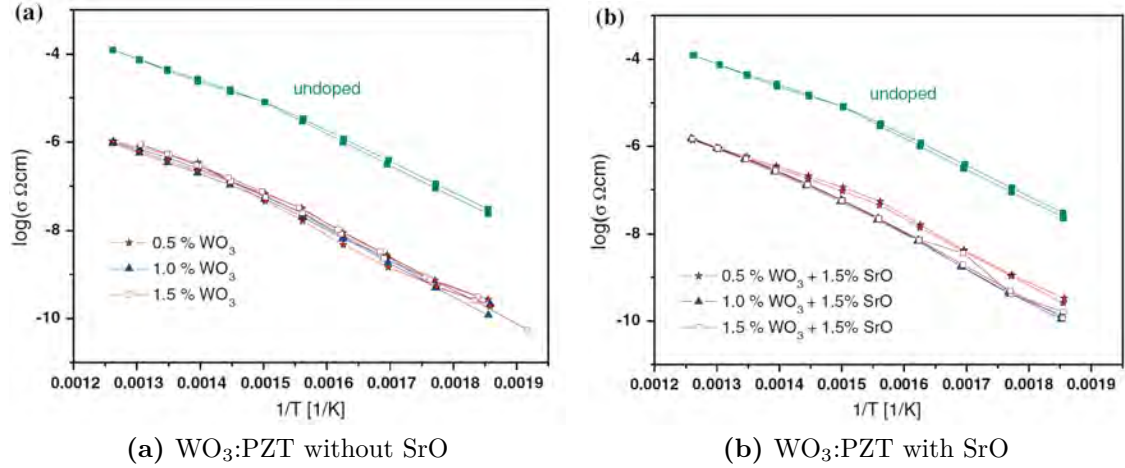 (a)
-4
-6
-8
-10
log(σ Ωcm)
undoped
0.5 % WO₃
1.0 % WO₃
1.5 % WO₃
0.0012 0.0013 0.0014 0.0015 0.0016 0.0017 0.0018 0.0019
1/T [1/K]
(a) WO₃:PZT without SrO
(b)
-4
-6
-8
-10
log(σ Ωcm)
undoped
0.5 % WO₃ + 1.5% SrO
1.0 % WO₃ + 1.5% SrO
1.5 % WO₃ + 1.5% SrO
0.0012 0.0013 0.0014 0.0015 0.0016 0.0017 0.0018 0.0019
1/T [1/K]
(b) WO₃:PZT with SrO